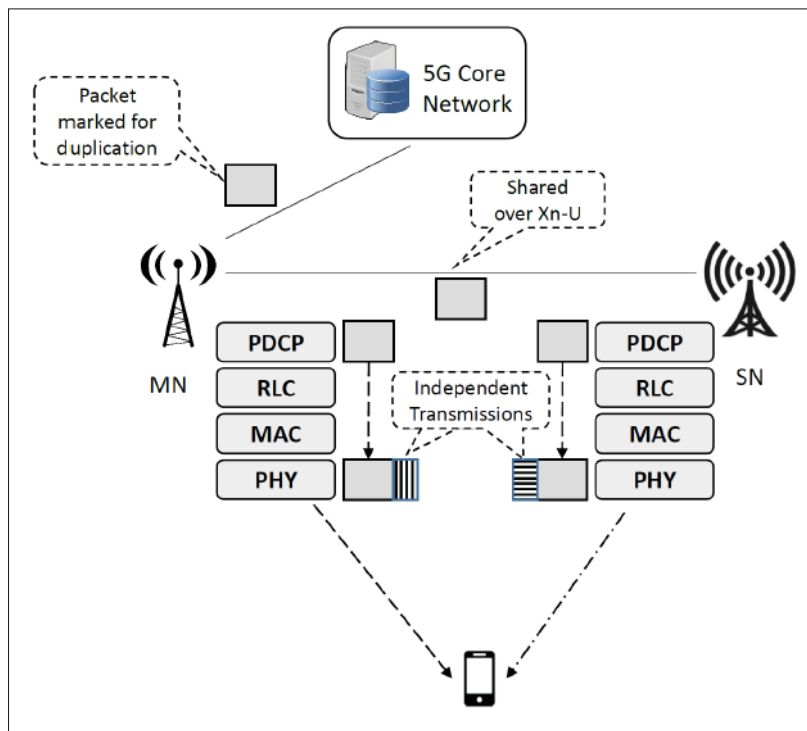 5G Core
Network
Packet
marked for
duplication
Shared
over Xn-U
MN
SN
PDCP
RLC
MAC
PHY
Independent
Transmissions
PDCP
RLC
MAC
PHY